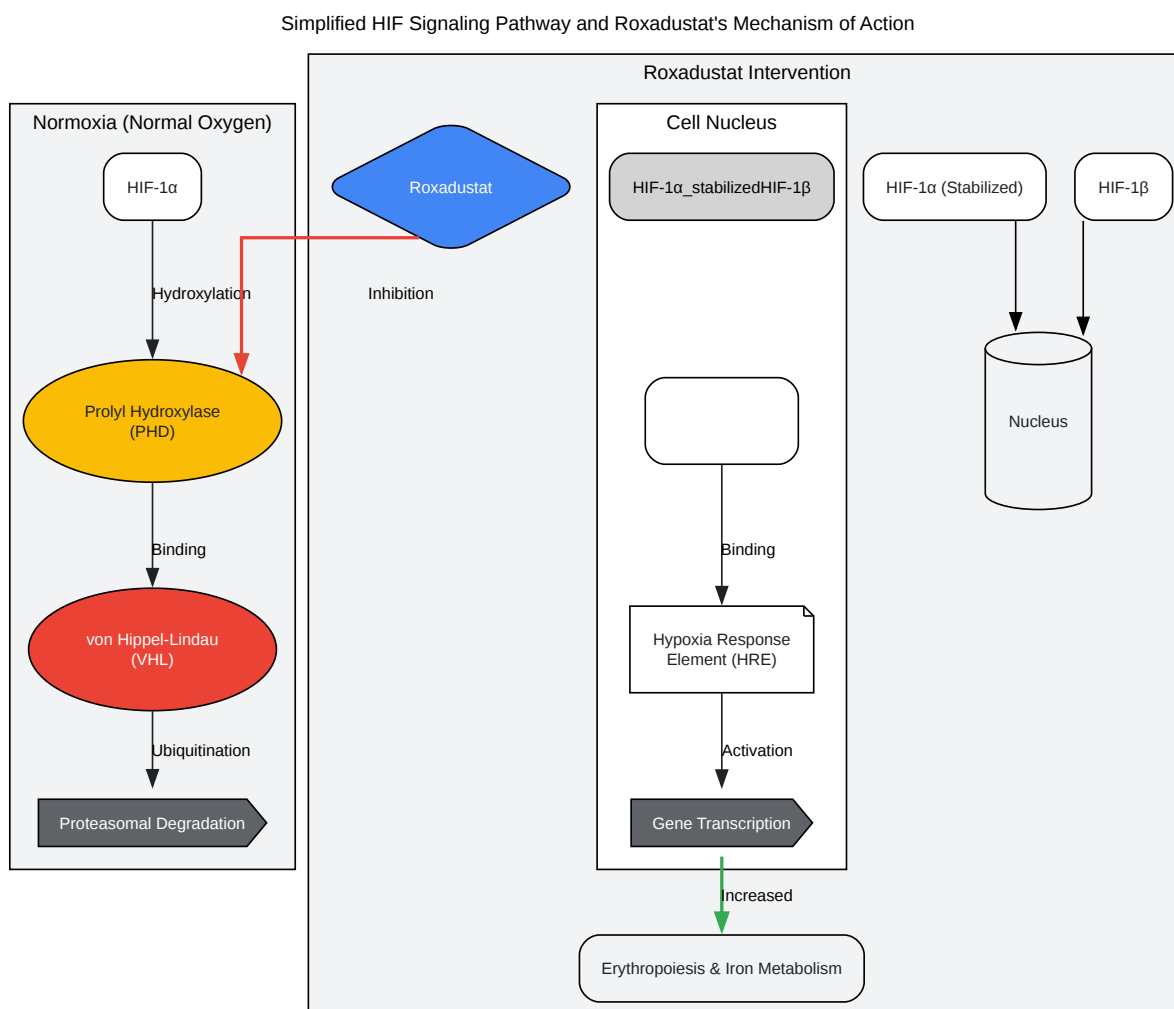 Simplified HIF Signaling Pathway and Roxadustat's Mechanism of Action
Roxadustat Intervention
Normoxia (Normal Oxygen)
Cell Nucleus
HIF-1α
Roxadustat
HIF-1α_stabilizedHIF-1β
HIF-1α (Stabilized)
HIF-1β
Hydroxylation
Inhibition
Prolyl Hydroxylase
(PHD)
Nucleus
Binding
Binding
von Hippel-Lindau
(VHL)
Hypoxia Response
Element (HRE)
Ubiquitination
Activation
Proteasomal Degradation
Gene Transcription
Increased
Erythropoiesis & Iron Metabolism